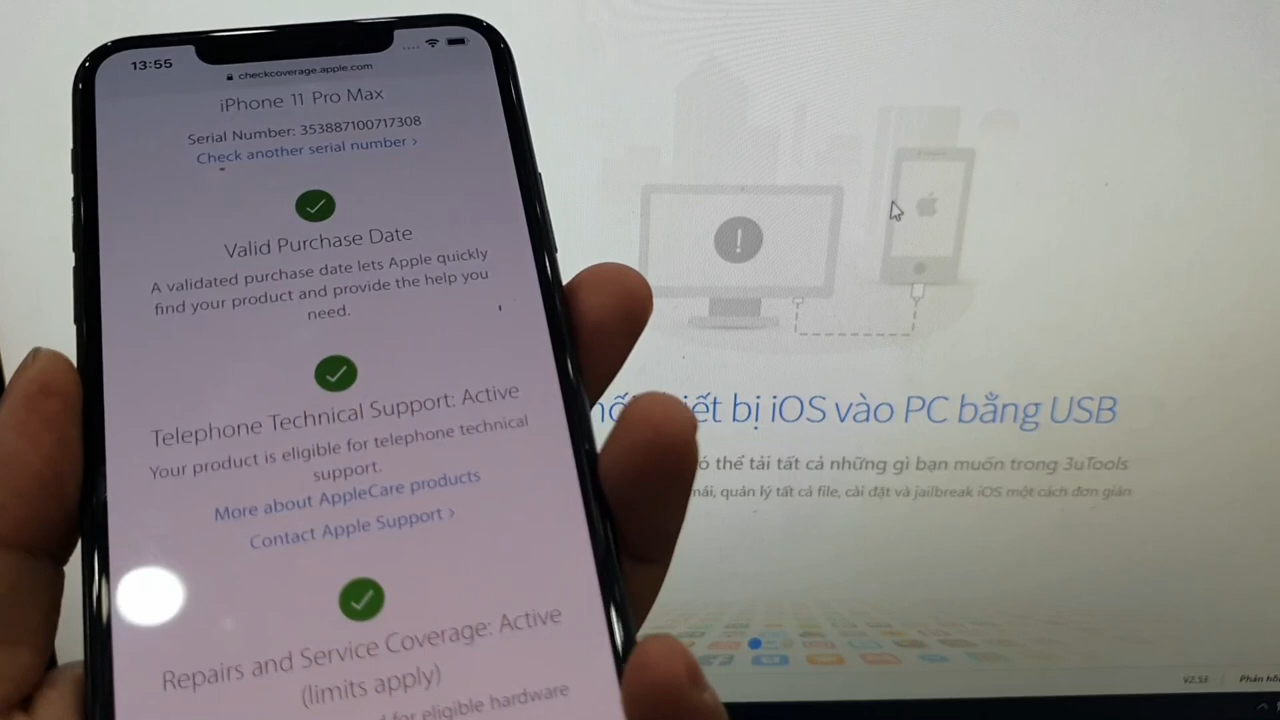 13:55
checkcoverage.apple.com
iPhone 11 Pro Max
Serial Number: 353887100717308
Check another serial number >
Valid Purchase Date
A validated purchase date lets Apple quickly
find your product and provide the help you
need.
Telephone Technical Support: Active
Your product is eligible for telephone technical
support.
More about AppleCare products
Contact Apple Support >
Repairs and Service Coverage: Active
(limits apply)
for eligible hardware
!
bị iOS vào PC bằng USB
thể tải tất cả những gì bạn muốn trong 3uTools
quản lý tất cả file, cài đặt và jailbreak iOS một cách đơn giản
V2.53
Phản